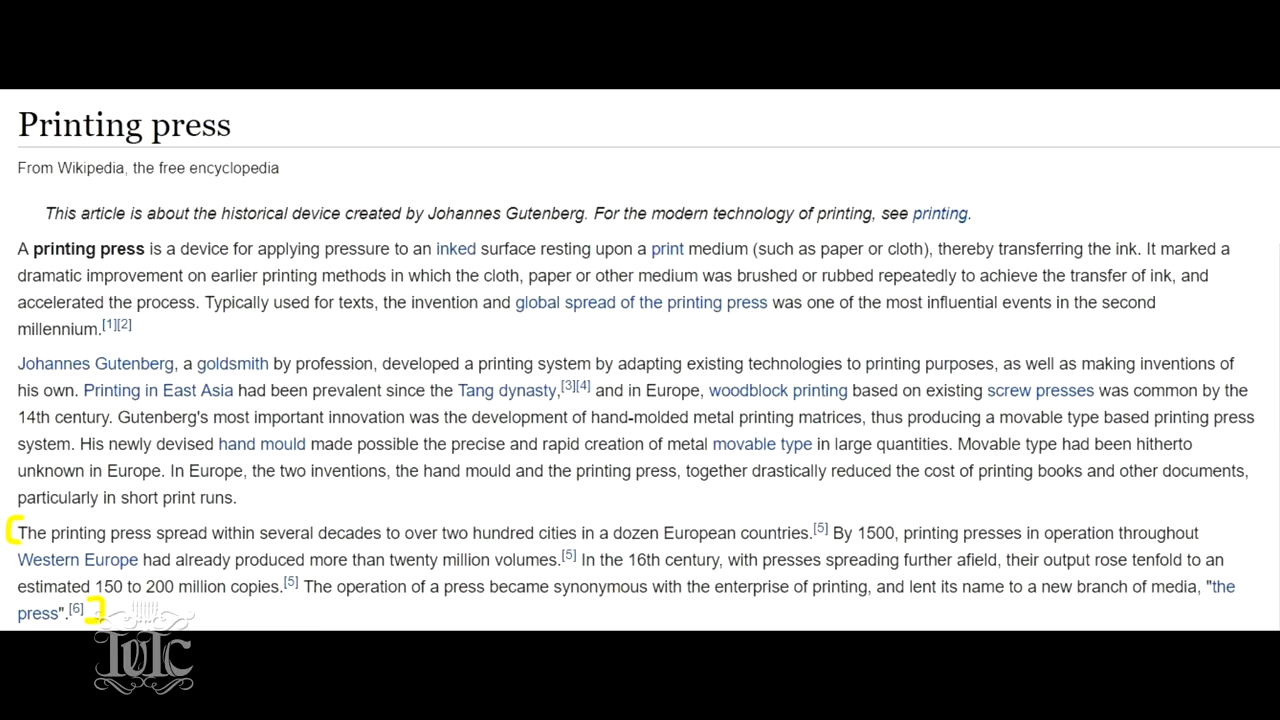 Printing press
From Wikipedia, the free encyclopedia
This article is about the historical device created by Johannes Gutenberg. For the modern technology of printing, see printing.
A printing press is a device for applying pressure to an inked surface resting upon a print medium (such as paper or cloth), thereby transferring the ink. It marked a
dramatic improvement on earlier printing methods in which the cloth, paper or other medium was brushed or rubbed repeatedly to achieve the transfer of ink, and
accelerated the process. Typically used for texts, the invention and global spread of the printing press was one of the most influential events in the second
millennium.[1][2]
Johannes Gutenberg, a goldsmith by profession, developed a printing system by adapting existing technologies to printing purposes, as well as making inventions of
his own. Printing in East Asia had been prevalent since the Tang dynasty,[3][4] and in Europe, woodblock printing based on existing screw presses was common by the
14th century. Gutenberg's most important innovation was the development of hand-molded metal printing matrices, thus producing a movable type based printing press
system. His newly devised hand mould made possible the precise and rapid creation of metal movable type in large quantities. Movable type had been hitherto
unknown in Europe. In Europe, the two inventions, the hand mould and the printing press, together drastically reduced the cost of printing books and other documents,
particularly in short print runs.
The printing press spread within several decades to over two hundred cities in a dozen European countries.[5] By 1500, printing presses in operation throughout
Western Europe had already produced more than twenty million volumes.[5] In the 16th century, with presses spreading further afield, their output rose tenfold to an
estimated 150 to 200 million copies.[5] The operation of a press became synonymous with the enterprise of printing, and lent its name to a new branch of media, "the
press".[6]